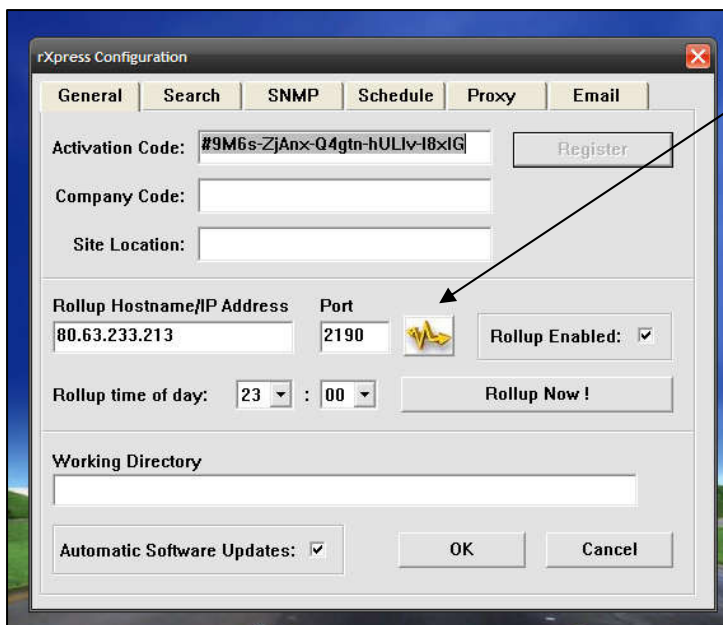 rXpress Configuration
General Search SNMP Schedule Proxy Email
Activation Code: #9M6s-ZjAnx-Q4gtn-hULIv-I8xIG Register
Company Code:
Site Location:
Rollup Hostname/IP Address Port
80.63.233.213 2190 Rollup Enabled:
Rollup time of day: 23 : 00 Rollup Now !
Working Directory
Automatic Software Updates: OK Cancel